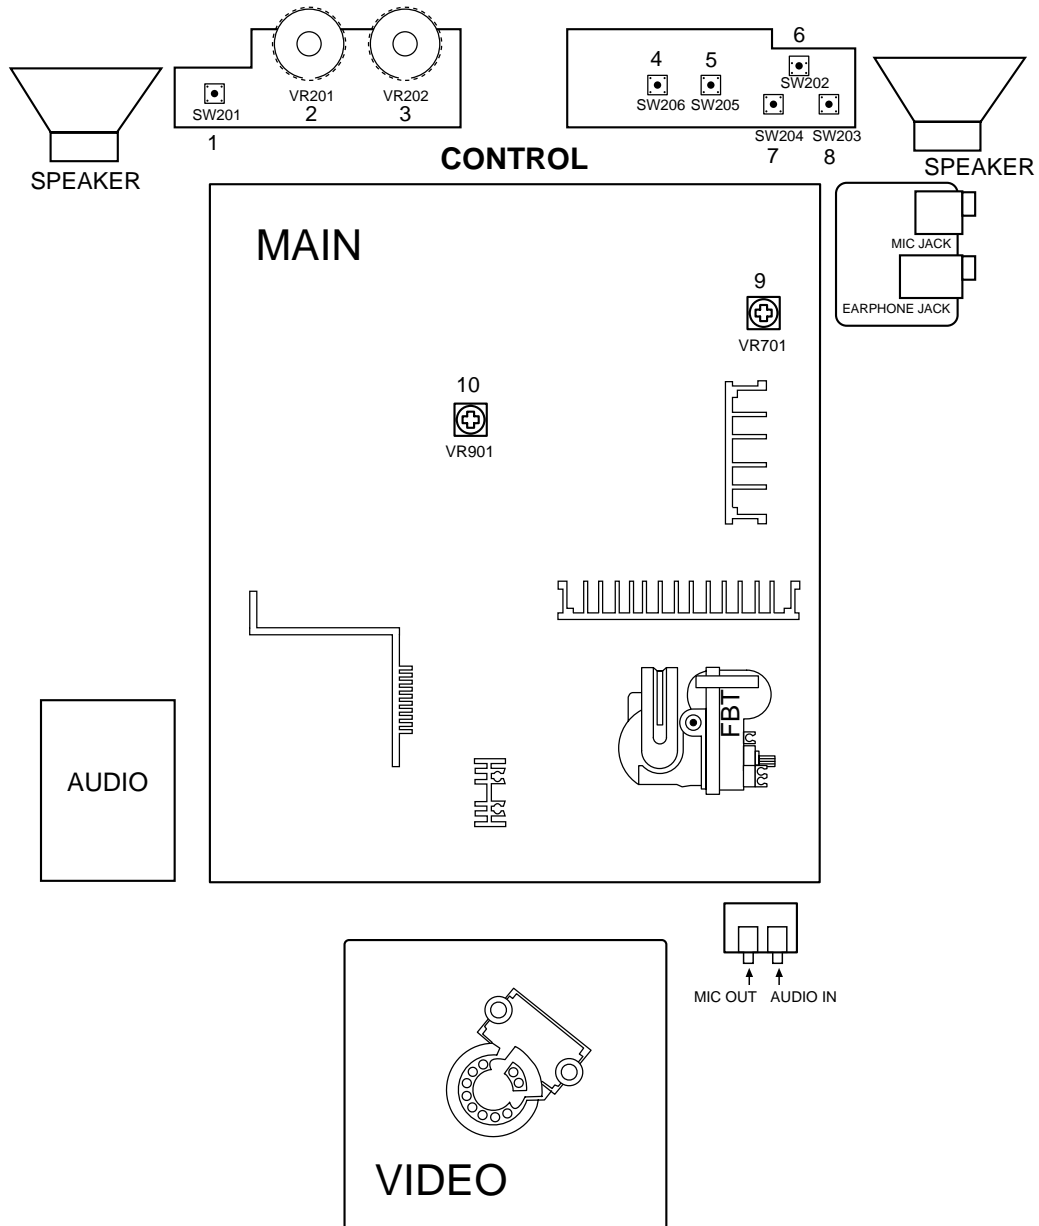 6
4 5
SW202
VR201 VR202
SW206 SW205
SW201
2 3
SW204 SW203
1
7 8
CONTROL
SPEAKER
SPEAKER
MAIN
MIC JACK
9
EARPHONE JACK
VR701
10
VR901
FBT
AUDIO
MIC OUT AUDIO IN
VIDEO